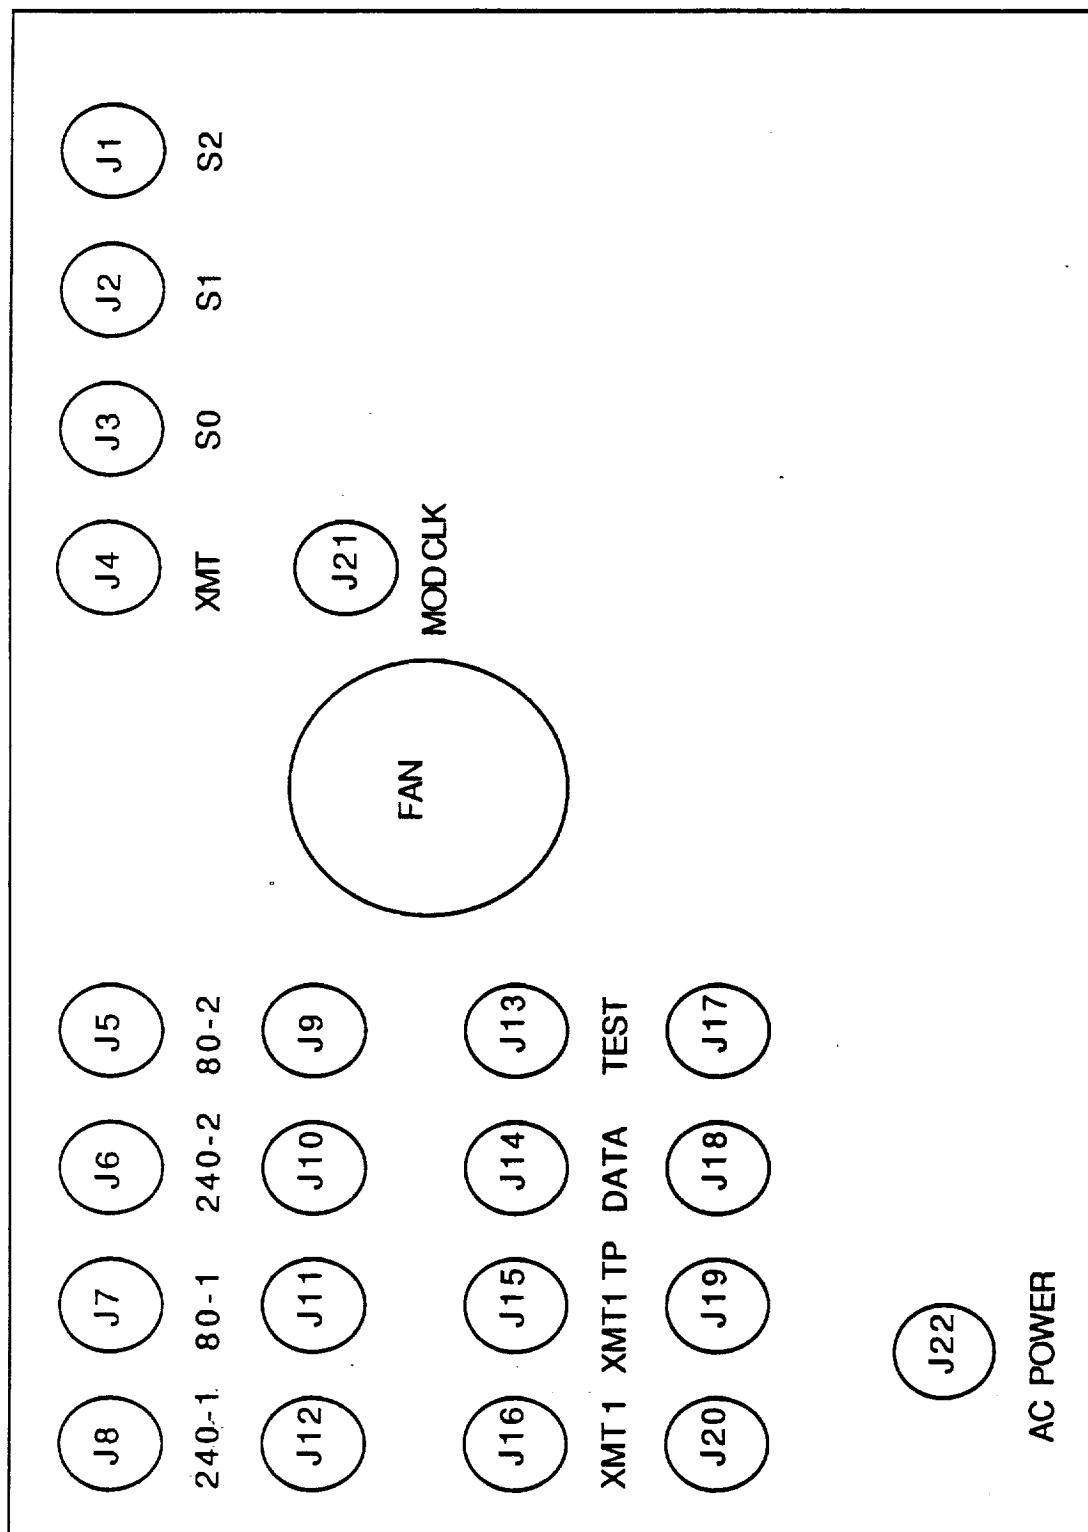 J8 J7 J6 J5 J4 J3 J2 J1
240-1 80-1 240-2 80-2 XMT S0 S1 S2
J12 J11 J10 J9 J21
FAN MOD CLK
J16 J15 J14 J13
XMT 1 XMT1 TP DATA TEST
J20 J19 J18 J17
J22
AC POWER